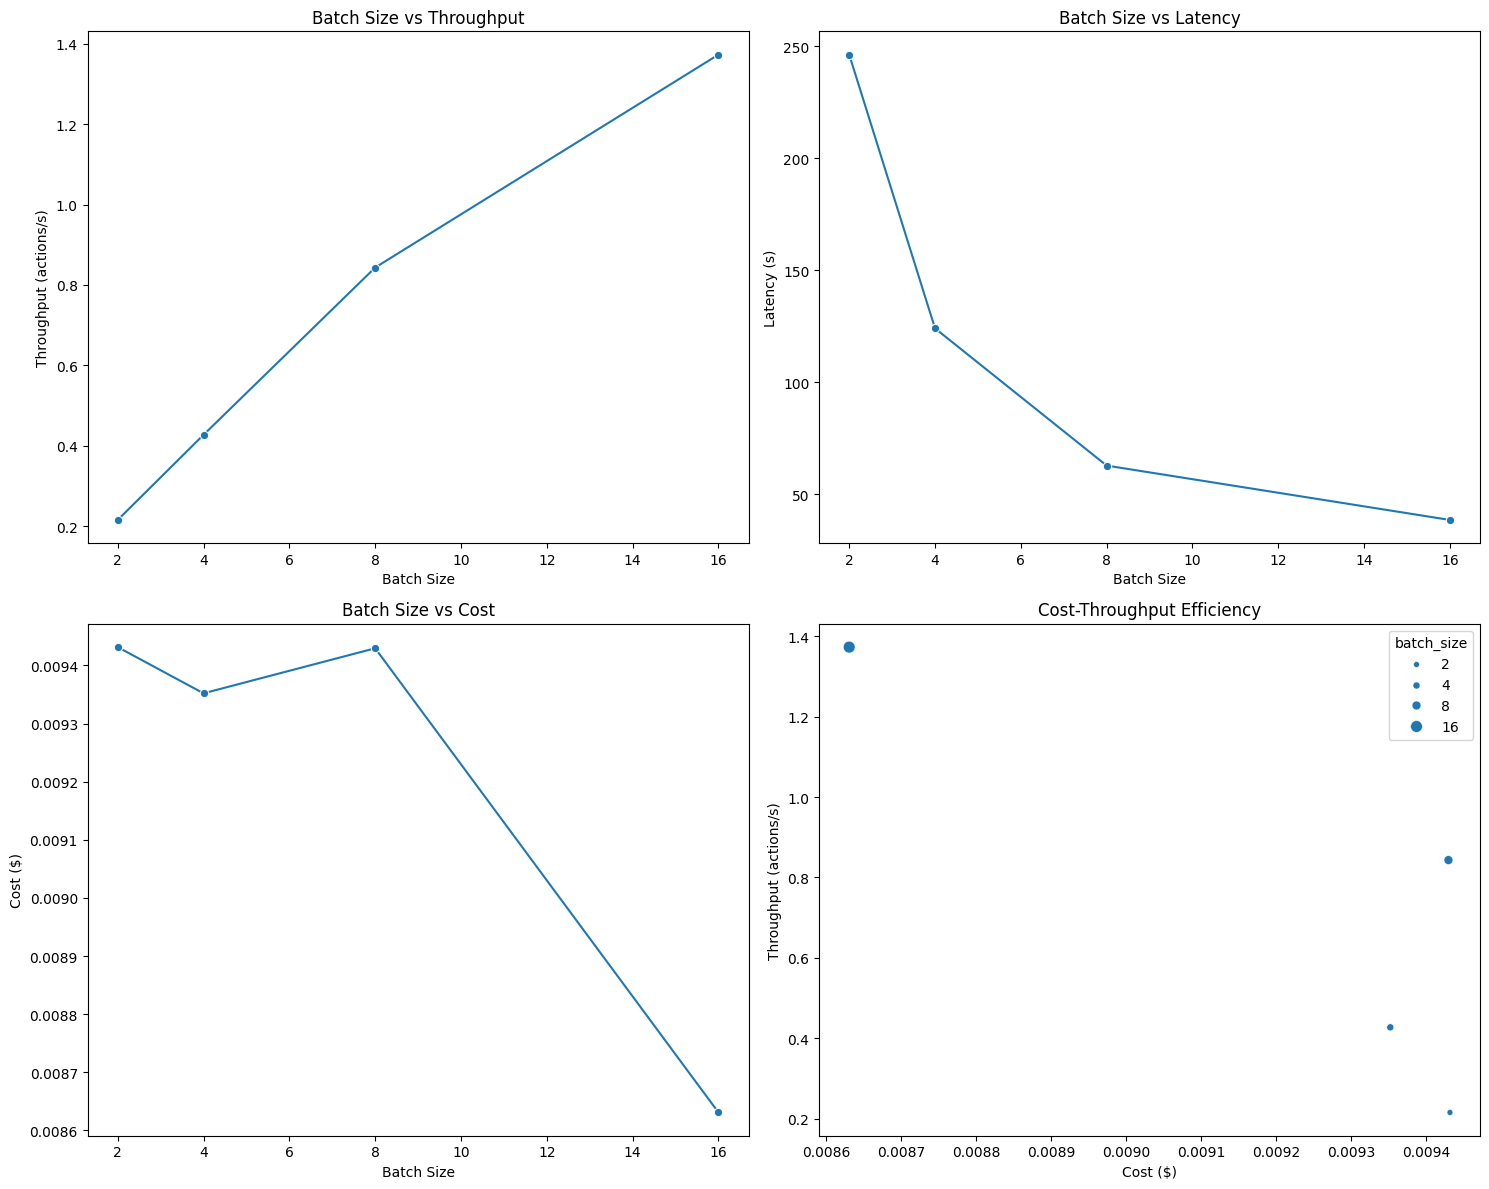 Batch Size vs Throughput
1.4
1.2
1.0
0.8
0.6
0.4
0.2
Throughput (actions/s)
2 4 6 8 10 12 14 16
Batch Size
Batch Size vs Latency
250
200
150
100
50
Latency (s)
2 4 6 8 10 12 14 16
Batch Size
Batch Size vs Cost
0.0094
0.0093
0.0092
0.0091
0.0090
0.0089
0.0088
0.0087
0.0086
Cost ($)
2 4 6 8 10 12 14 16
Batch Size
Cost-Throughput Efficiency
batch_size
2
4
8
16
1.4
1.2
1.0
0.8
0.6
0.4
0.2
Throughput (actions/s)
0.0086 0.0087 0.0088 0.0089 0.0090 0.0091 0.0092 0.0093 0.0094
Cost ($)